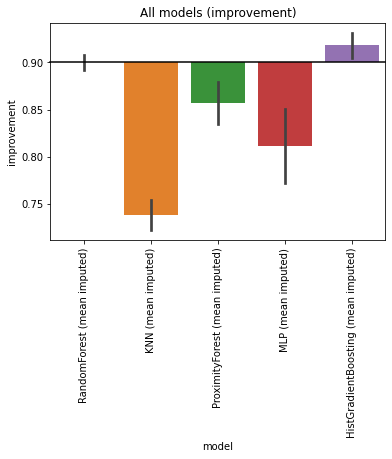 All models (improvement)
improvement
0.90
0.85
0.80
0.75
RandomForest (mean imputed)
KNN (mean imputed)
ProximityForest (mean imputed)
MLP (mean imputed)
HistGradientBoosting (mean imputed)
model